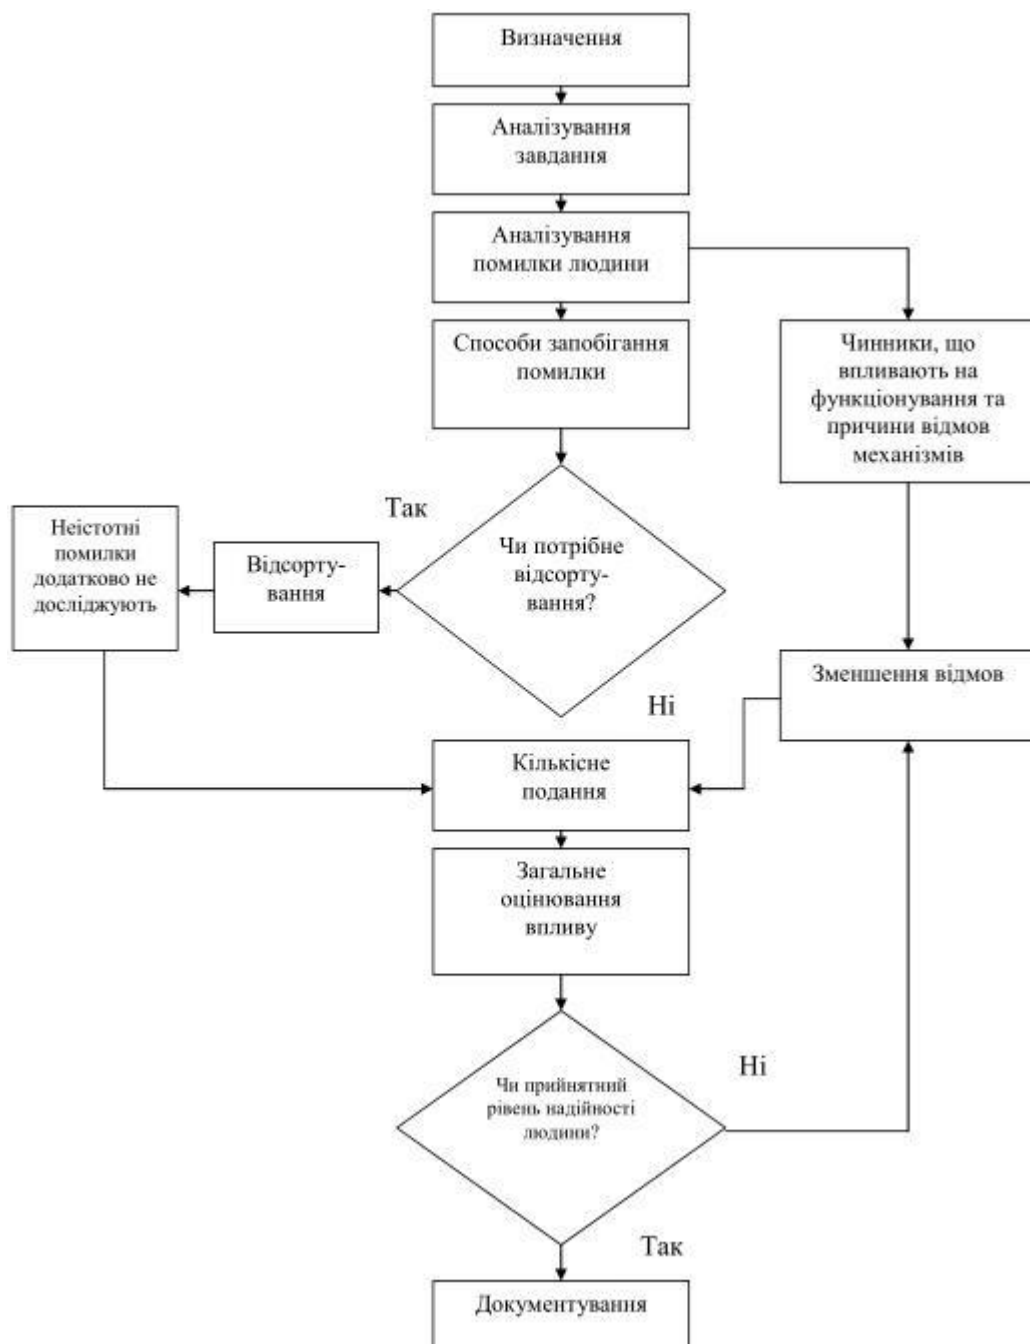 Визначення
Аналізування
завдання
Аналізування
помилки людини
Способи запобігання
помилки
Чинники, що
впливають на
функціонування та
причини відмов
механізмів
Так
Неістотні
помилки
додатково не
досліджують
Відсорту-
вання
Чи потрібне
відсорту-
вання?
Зменшення відмов
Ні
Кількісне
подання
Загальне
оцінювання
впливу
Ні
Чи прийнятний
рівень надійності
людини?
Так
Документування